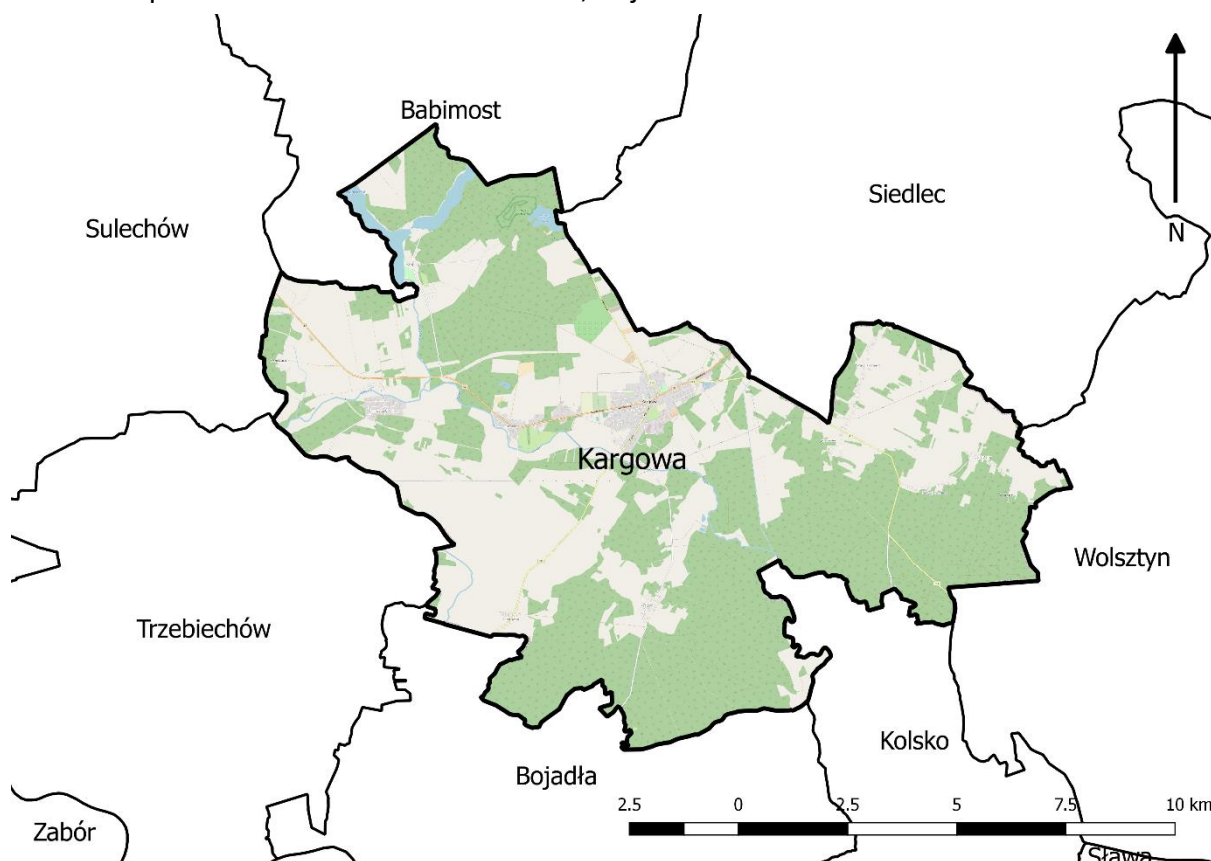 Babimost
Siedlec
Sulechów
N
Kargowa
Wolsztyn
Trzebiechów
Kolsko
Bojadła
2.5 0 2.5 5 7.5 10 km
Zabór
Sława